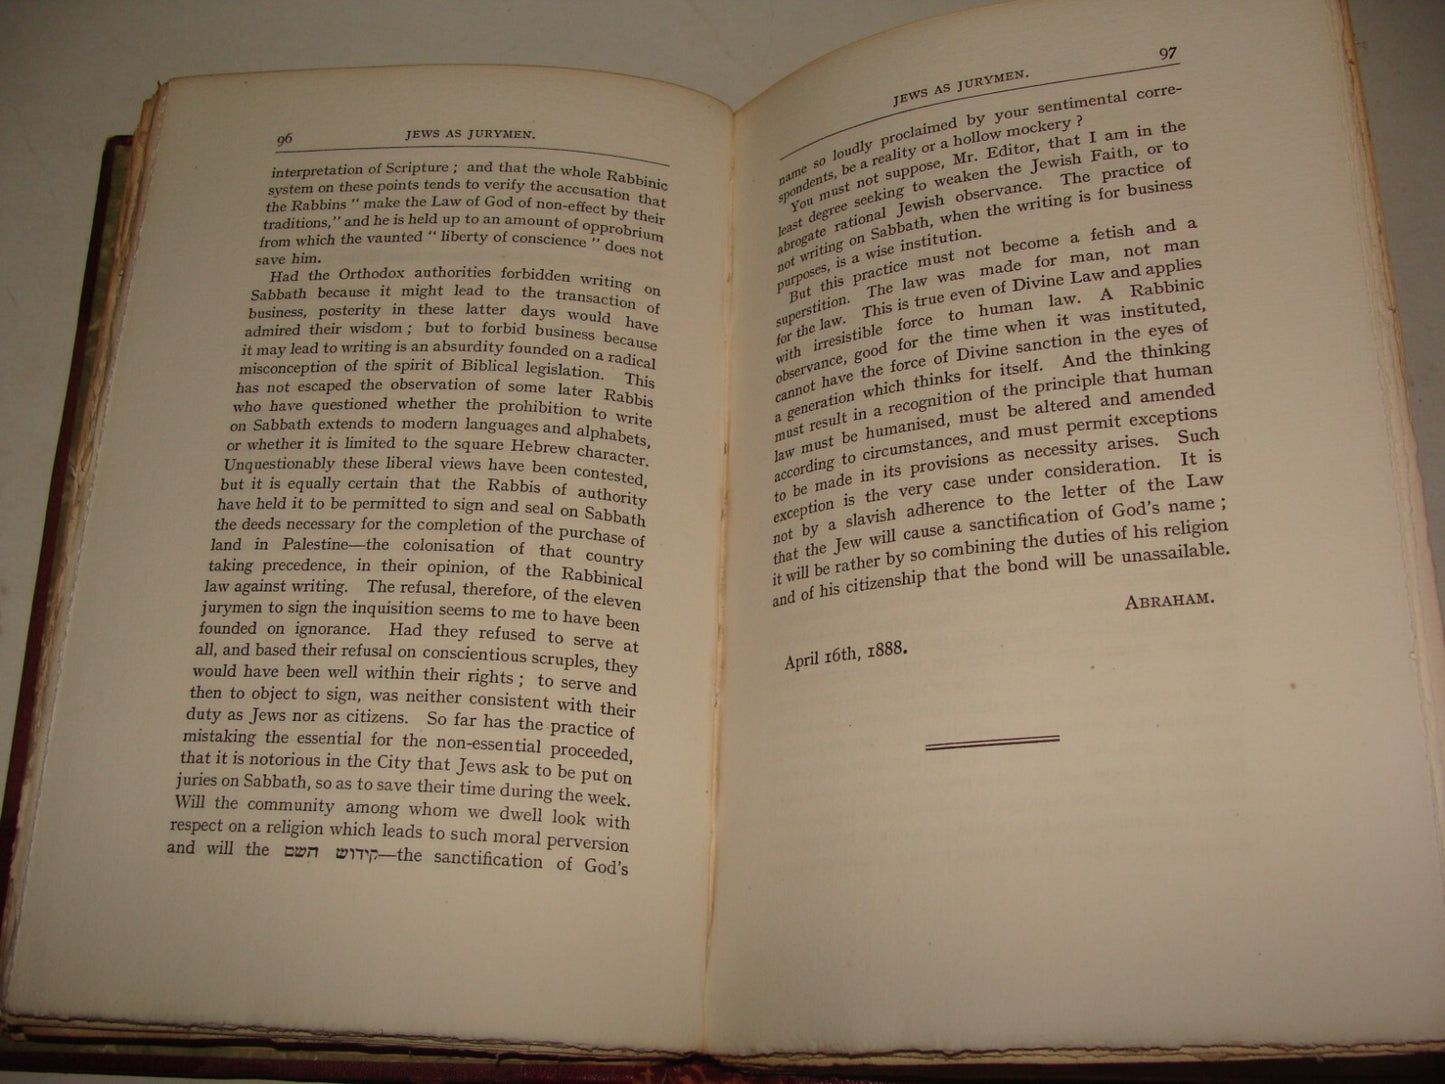 96 JEWS AS JURYMEN.
interpretation of Scripture ; and that the whole Rabbinic
system on these points tends to verify the accusation that
the Rabbins " make the Law of God of non-effect by their
traditions," and he is held up to an amount of opprobrium
from which the vaunted " liberty of conscience " does not
save him.
Had the Orthodox authorities forbidden writing on
Sabbath because it might lead to the transaction of
business, posterity in these latter days would have
admired their wisdom ; but to forbid business because
it may lead to writing is an absurdity founded on a radical
misconception of the spirit of Biblical legislation. This
has not escaped the observation of some later Rabbis
who have questioned whether the prohibition to write
on Sabbath extends to modern languages and alphabets,
or whether it is limited to the square Hebrew character.
Unquestionably these liberal views have been contested,
but it is equally certain that the Rabbis of authority
have held it to be permitted to sign and seal on Sabbath
the deeds necessary for the completion of the purchase of
land in Palestine—the colonisation of that country
taking precedence, in their opinion, of the Rabbinical
law against writing. The refusal, therefore, of the eleven
jurymen to sign the inquisition seems to me to have been
founded on ignorance. Had they refused to serve at
all, and based their refusal on conscientious scruples, they
would have been well within their rights ; to serve and
then to object to sign, was neither consistent with their
duty as Jews nor as citizens. So far has the practice of
mistaking the essential for the non-essential proceeded,
that it is notorious in the City that Jews ask to be put on
juries on Sabbath, so as to save their time during the week.
Will the community among whom we dwell look with
respect on a religion which leads to such moral perversion
and will the קידוש השם—the sanctification of God's
JEWS AS JURYMEN. 97
name so loudly proclaimed by your sentimental corre-
spondents, be a reality or a hollow mockery ?
You must not suppose, Mr. Editor, that I am in the
least degree seeking to weaken the Jewish Faith, or to
abrogate rational Jewish observance. The practice of
not writing on Sabbath, when the writing is for business
purposes, is a wise institution.
But this practice must not become a fetish and a
superstition. The law was made for man, not man
for the law. This is true even of Divine Law and applies
with irresistible force to human law. A Rabbinic
observance, good for the time when it was instituted,
cannot have the force of Divine sanction in the eyes of
a generation which thinks for itself. And the thinking
must result in a recognition of the principle that human
law must be humanised, must be altered and amended
according to circumstances, and must permit exceptions
to be made in its provisions as necessity arises. Such
exception is the very case under consideration. It is
not by a slavish adherence to the letter of the Law
that the Jew will cause a sanctification of God's name ;
it will be rather by so combining the duties of his religion
and of his citizenship that the bond will be unassailable.
ABRAHAM.
April 16th, 1888.